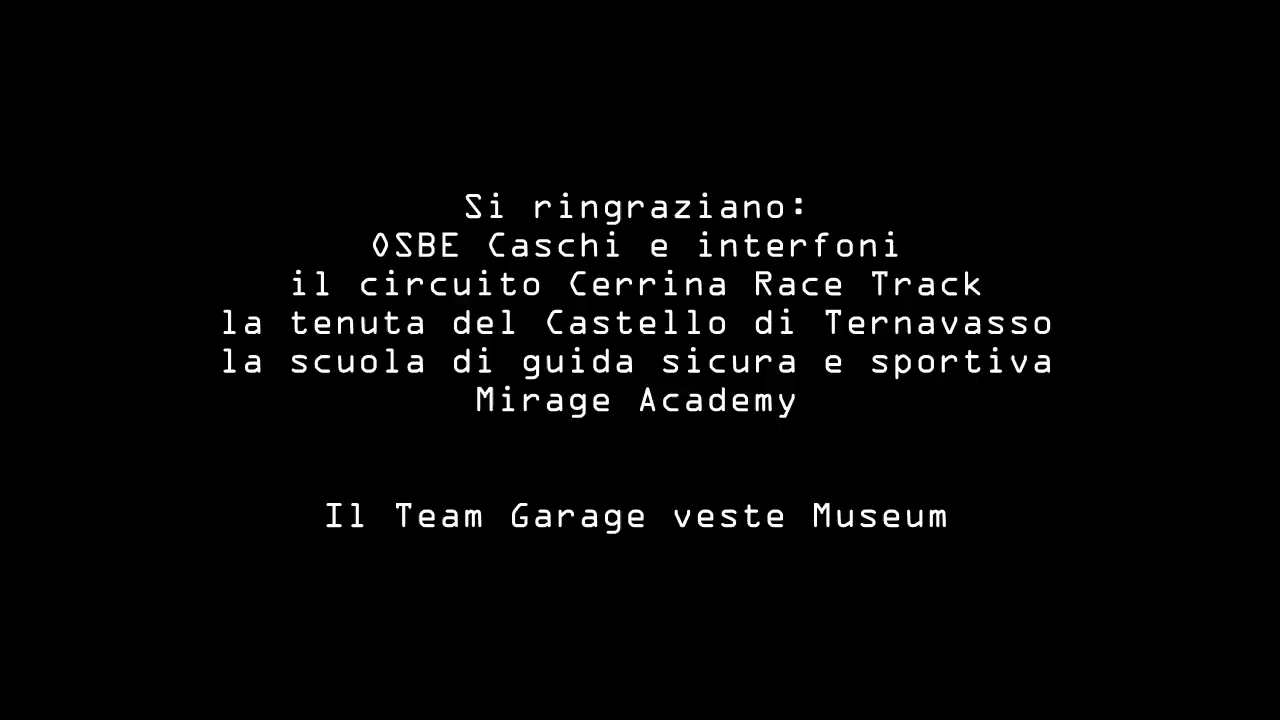 Si ringraziano:
OSBE Caschi e interfoni
il circuito Cerrina Race Track
la tenuta del Castello di Ternavasso
la scuola di guida sicura e sportiva
Mirage Academy
Il Team Garage veste Museum